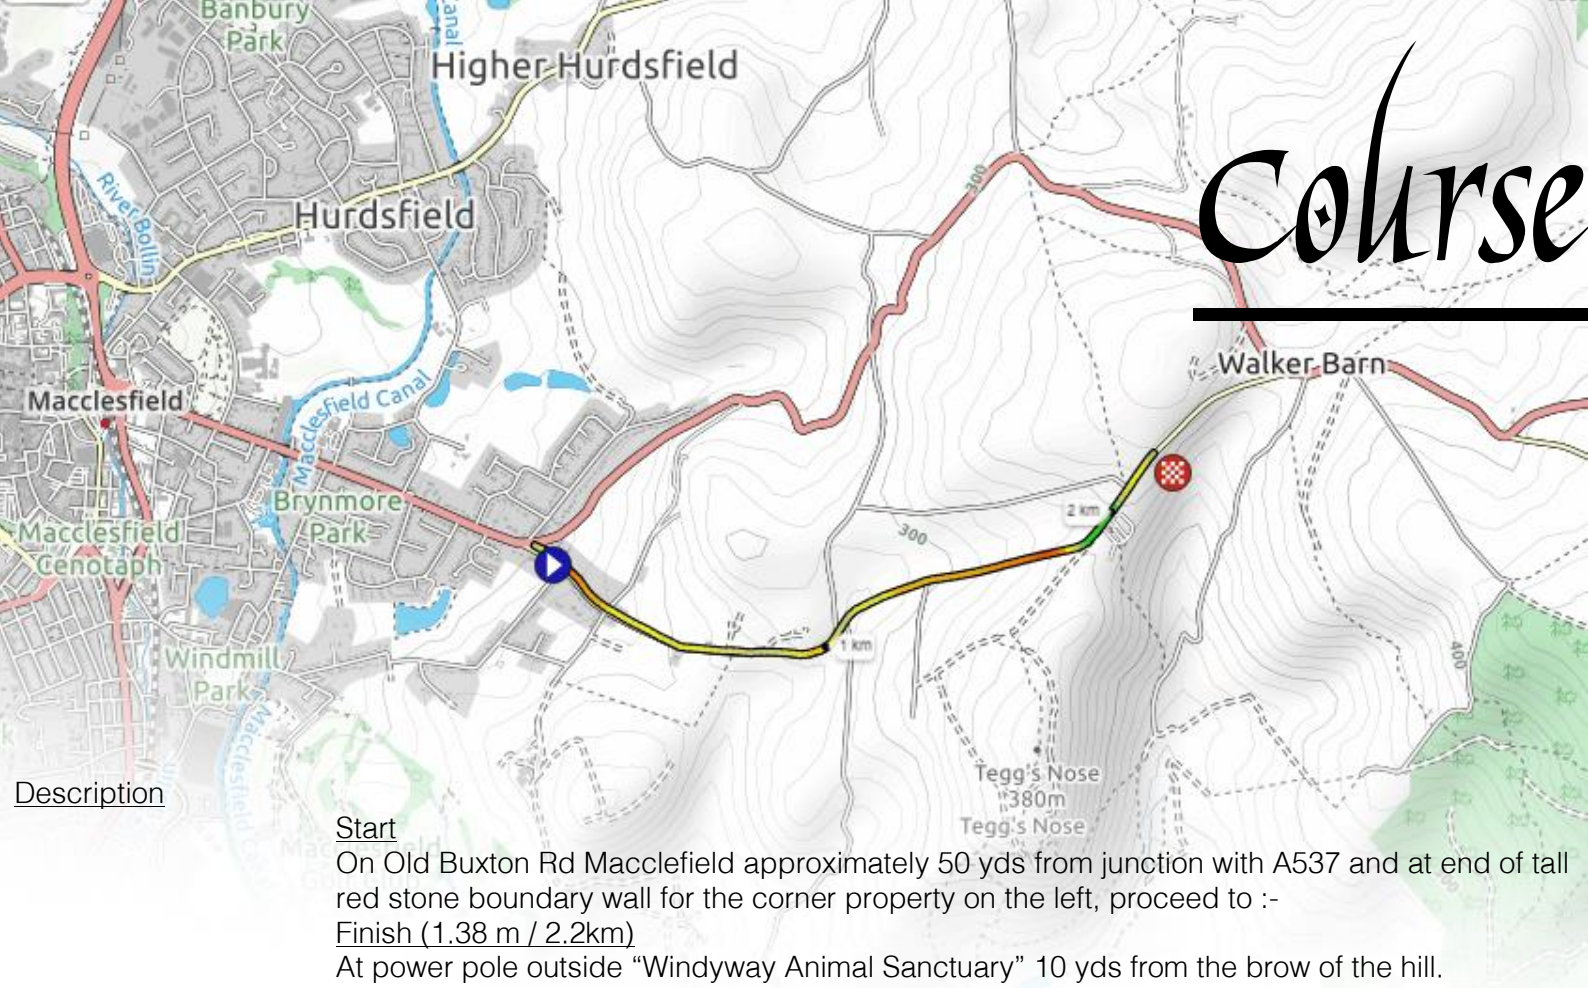 Banbury
Park
Canal
Higher Hurdsfield
Course
River Bollin
300
Hurdsfield
Walker Barn
Macclesfield
Macclesfield Canal
Brynmore
Park
2 km
Macclesfield
Cenotaph
300
1 km
Windmill
Park
400
Macclesfield Canal
Tegg's Nose
380m
Tegg's Nose
Description
Start
On Old Buxton Rd Macclefield approximately 50 yds from junction with A537 and at end of tall
red stone boundary wall for the corner property on the left, proceed to :-
Finish (1.38 m / 2.2km)
At power pole outside “Windyway Animal Sanctuary” 10 yds from the brow of the hill.